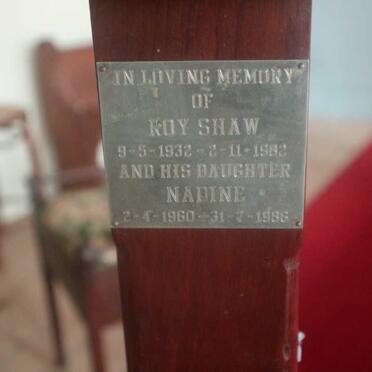 IN LOVING MEMORY
OF
ROY SHAW
9-5-1932 - 2-11-1982
AND HIS DAUGHTER
NADINE
2-4-1960 - 31-7-1986